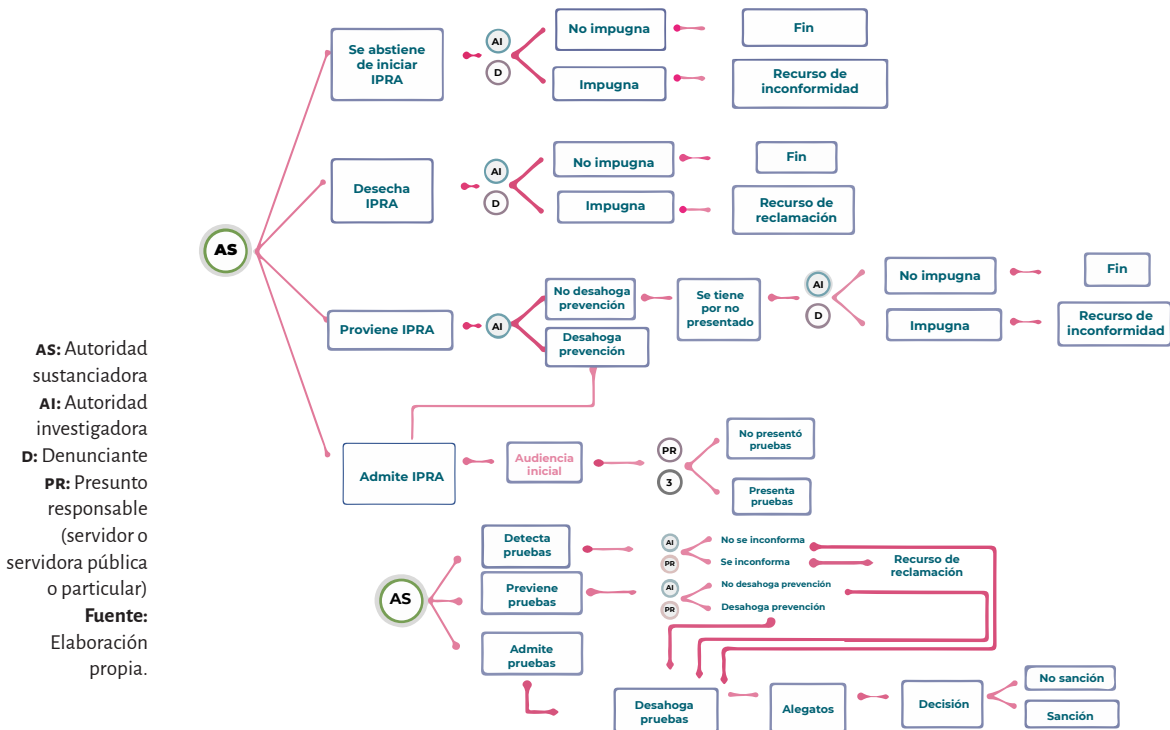 Se abstiene
de iniciar
IPRA
AI
D
No impugna
Fin
Impugna
Recurso de
inconformidad
Desecha
IPRA
AI
D
No impugna
Fin
Impugna
Recurso de
reclamación
AS
Proviene IPRA
AI
No desahoga
prevención
Desahoga
prevención
Se tiene
por no
presentado
AI
D
No impugna
Fin
Impugna
Recurso de
inconformidad
Admite IPRA
Audiencia
inicial
PR
3
No presentó
pruebas
Presenta
pruebas
AS: Autoridad
sustanciadora
AI: Autoridad
investigadora
D: Denunciante
PR: Presunto
responsable
(servidor o
servidora pública
o particular)
Fuente:
Elaboración
propia.
AS
Detecta
pruebas
AI
PR
No se inconforma
Se inconforma
Recurso de
reclamación
Previene
pruebas
AI
PR
No desahoga prevención
Desahoga prevención
Admite
pruebas
Desahoga
pruebas
Alegatos
Decisión
No sanción
Sanción